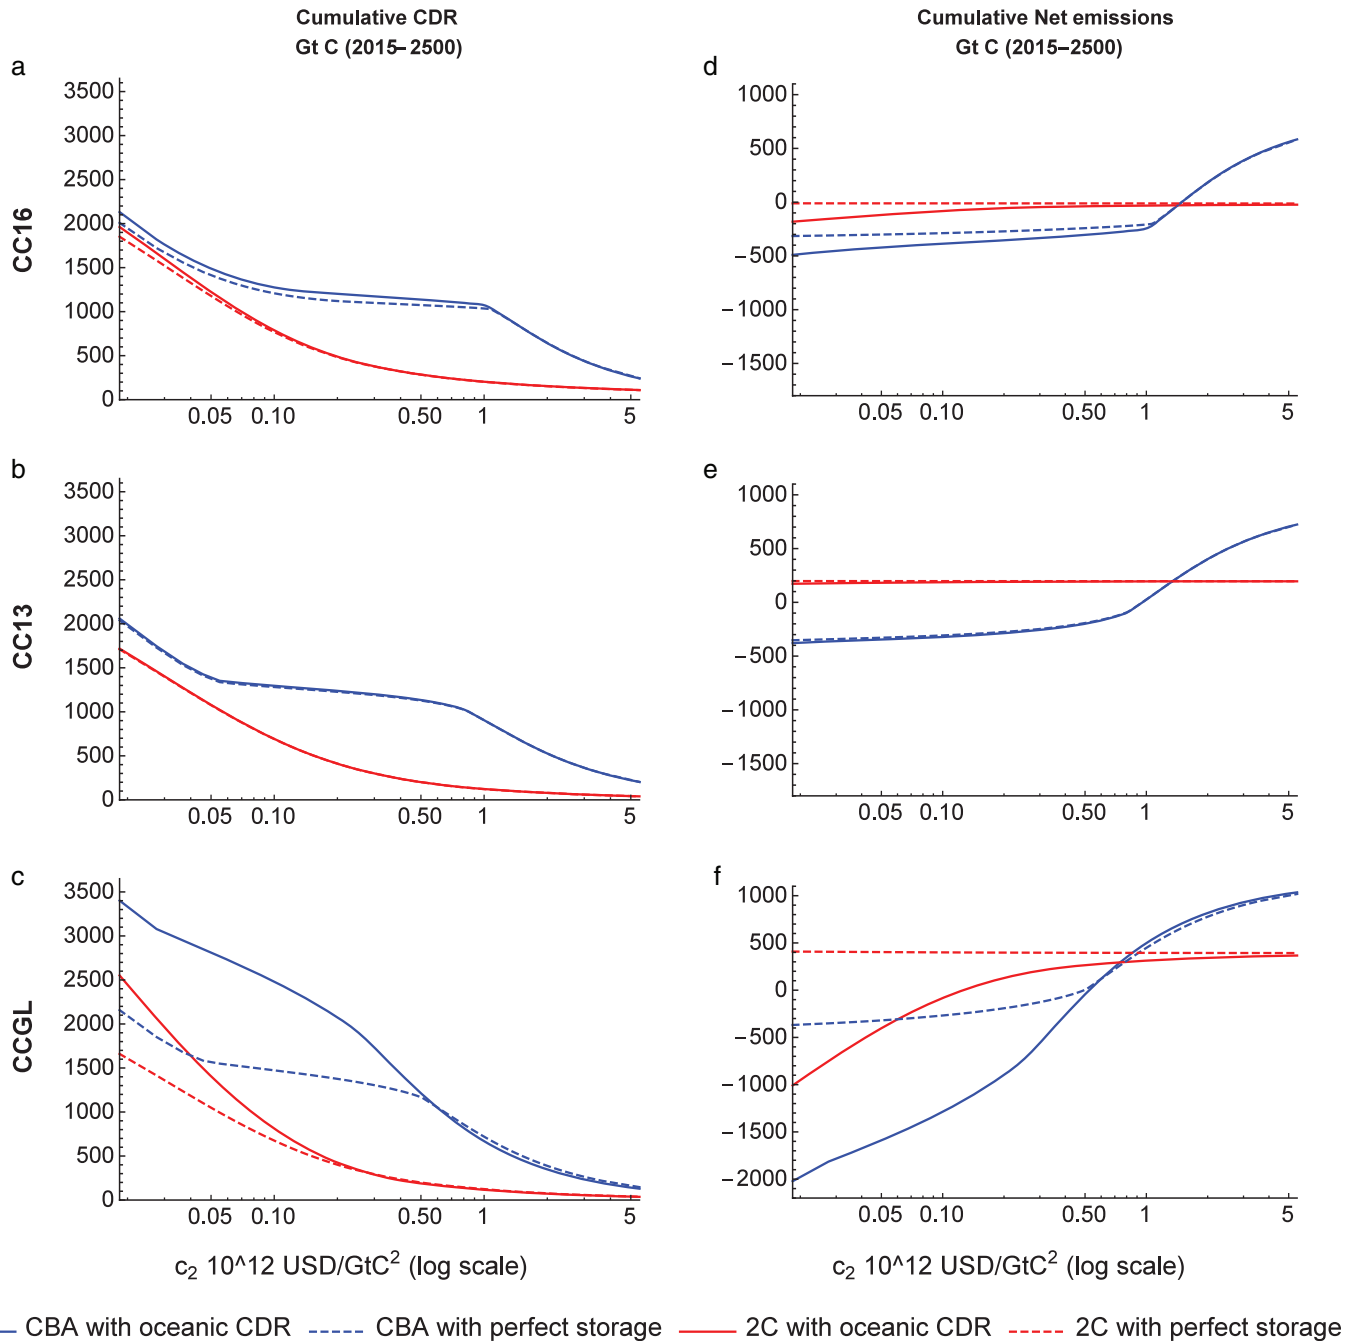 Cumulative CDR
Gt C (2015–2500)
Cumulative Net emissions
Gt C (2015–2500)
a
3500
3000
2500
2000
1500
1000
500
0
0.05 0.10 0.50 1 5
CC16
d
1000
500
0
−500
−1000
−1500
0.05 0.10 0.50 1 5
b
3500
3000
2500
2000
1500
1000
500
0
0.05 0.10 0.50 1 5
CC13
e
1000
500
0
−500
−1000
−1500
0.05 0.10 0.50 1 5
c
3500
3000
2500
2000
1500
1000
500
0
0.05 0.10 0.50 1 5
CCGL
f
1000
500
0
−500
−1000
−1500
−2000
0.05 0.10 0.50 1 5
c₂ 10^12 USD/GtC² (log scale)
c₂ 10^12 USD/GtC² (log scale)
CBA with oceanic CDR CBA with perfect storage 2C with oceanic CDR 2C with perfect storage